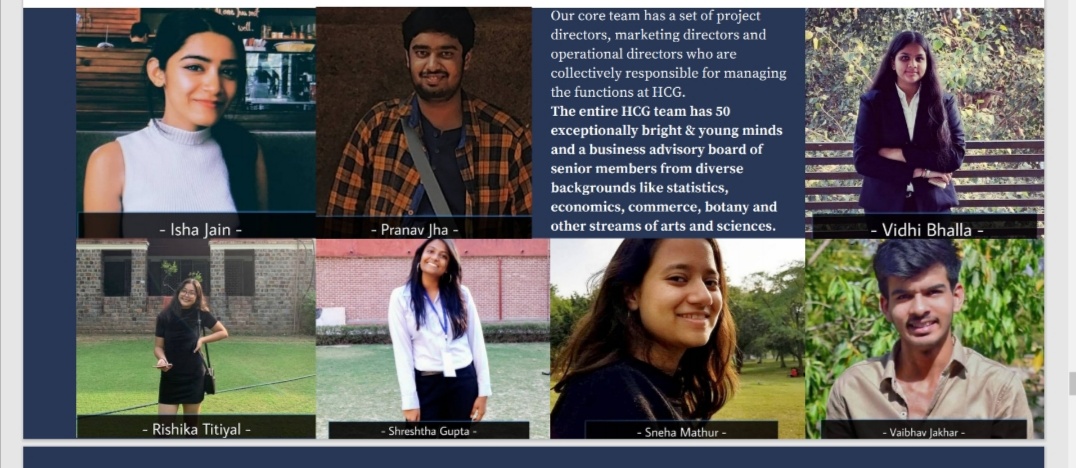 Our core team has a set of project
directors, marketing directors and
operational directors who are
collectively responsible for managing
the functions at HCG.
The entire HCG team has 50
exceptionally bright & young minds
and a business advisory board of
senior members from diverse
backgrounds like statistics,
economics, commerce, botany and
other streams of arts and sciences.
- Isha Jain -
- Pranav Jha -
- Vidhi Bhalla -
- Rishika Titiyal -
- Shreshtha Gupta -
- Sneha Mathur -
- Vaibhav Jakhar -